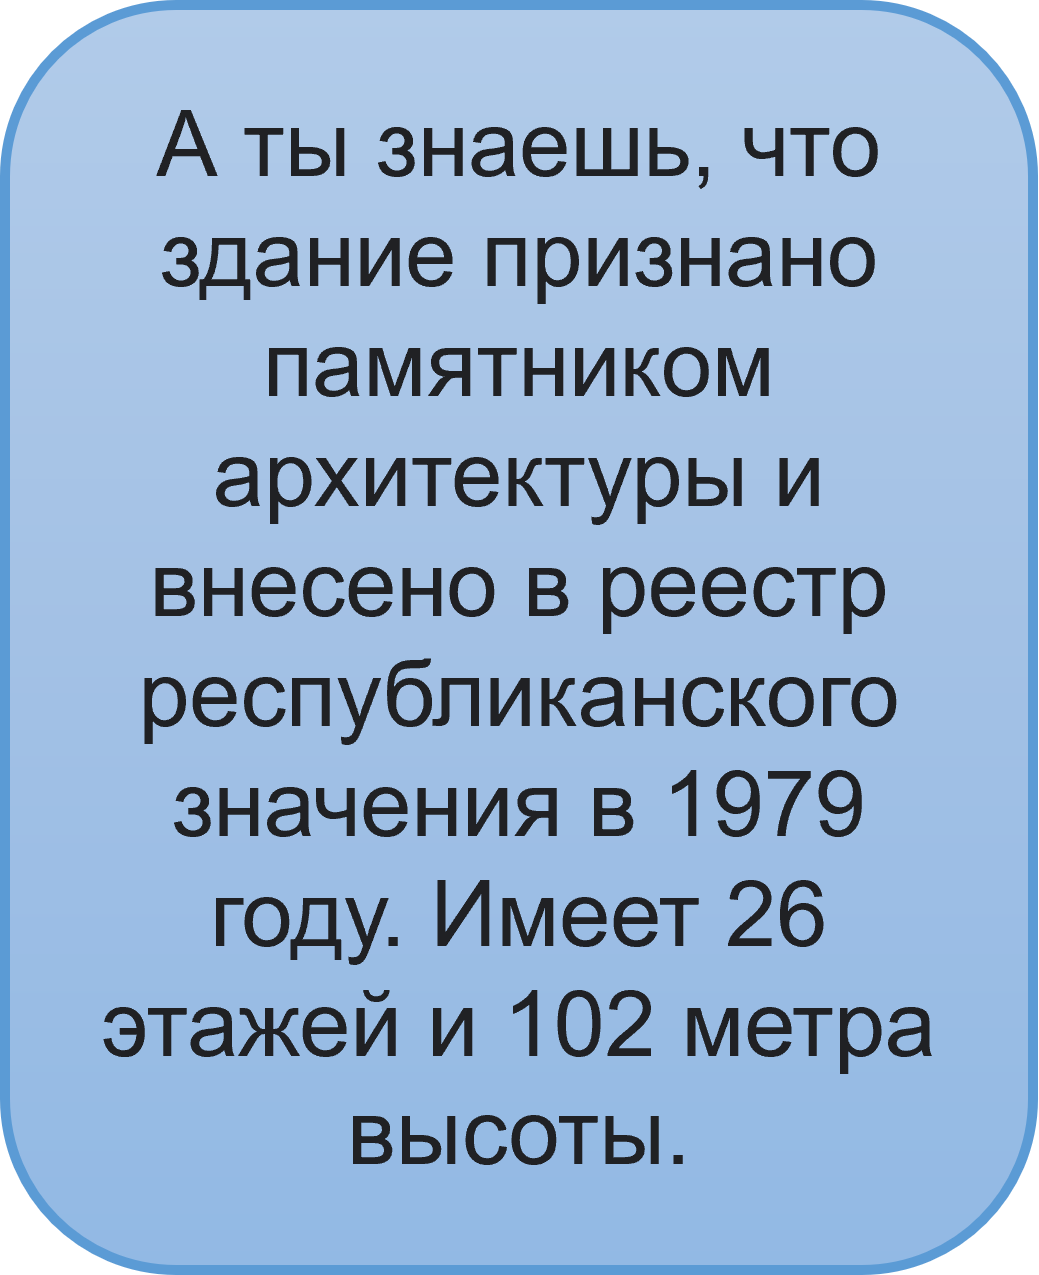 А ты знаешь, что
здание признано
памятником
архитектуры и
внесено в реестр
республиканского
значения в 1979
году. Имеет 26
этажей и 102 метра
высоты.